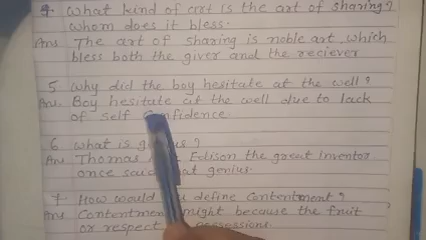 4. What kind of art is the art of sharing?
whom does it bless.
Ans The art of sharing is noble art, which
bless both the giver and the reciever
5 Why did the boy hesitate at the well?
Ans. Boy hesitate at the well due to lack
of self Confidence.
6 What is
Ans Thomas Edison the great inventor
once said genius.
7. How would define Contentment?
Ans Contentment might because the fruit
or respect possessions